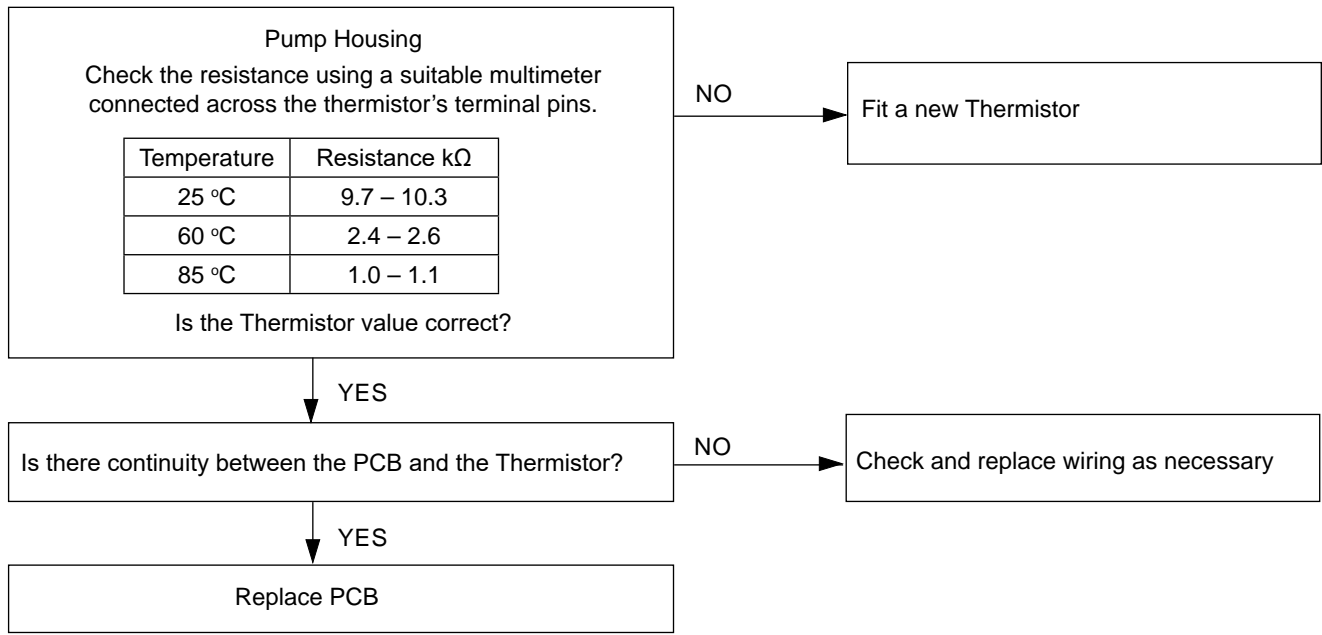 Pump Housing
Check the resistance using a suitable multimeter
connected across the thermistor’s terminal pins.
NO
Fit a new Thermistor
Temperature Resistance kΩ
25 °C 9.7 – 10.3
60 °C 2.4 – 2.6
85 °C 1.0 – 1.1
Is the Thermistor value correct?
YES
Is there continuity between the PCB and the Thermistor?
NO
Check and replace wiring as necessary
YES
Replace PCB